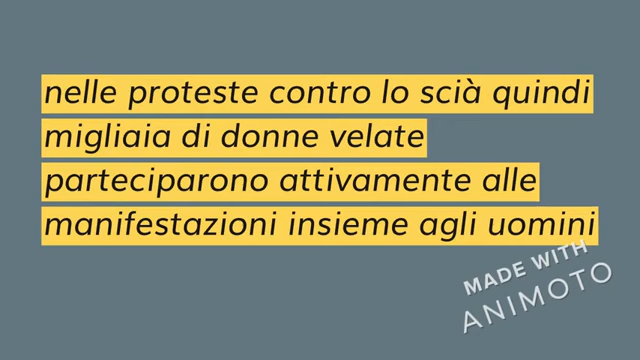 nelle proteste contro lo scià quindi
migliaia di donne velate
parteciparono attivamente alle
manifestazioni insieme agli uomini
MADE WITH
ANIMOTO